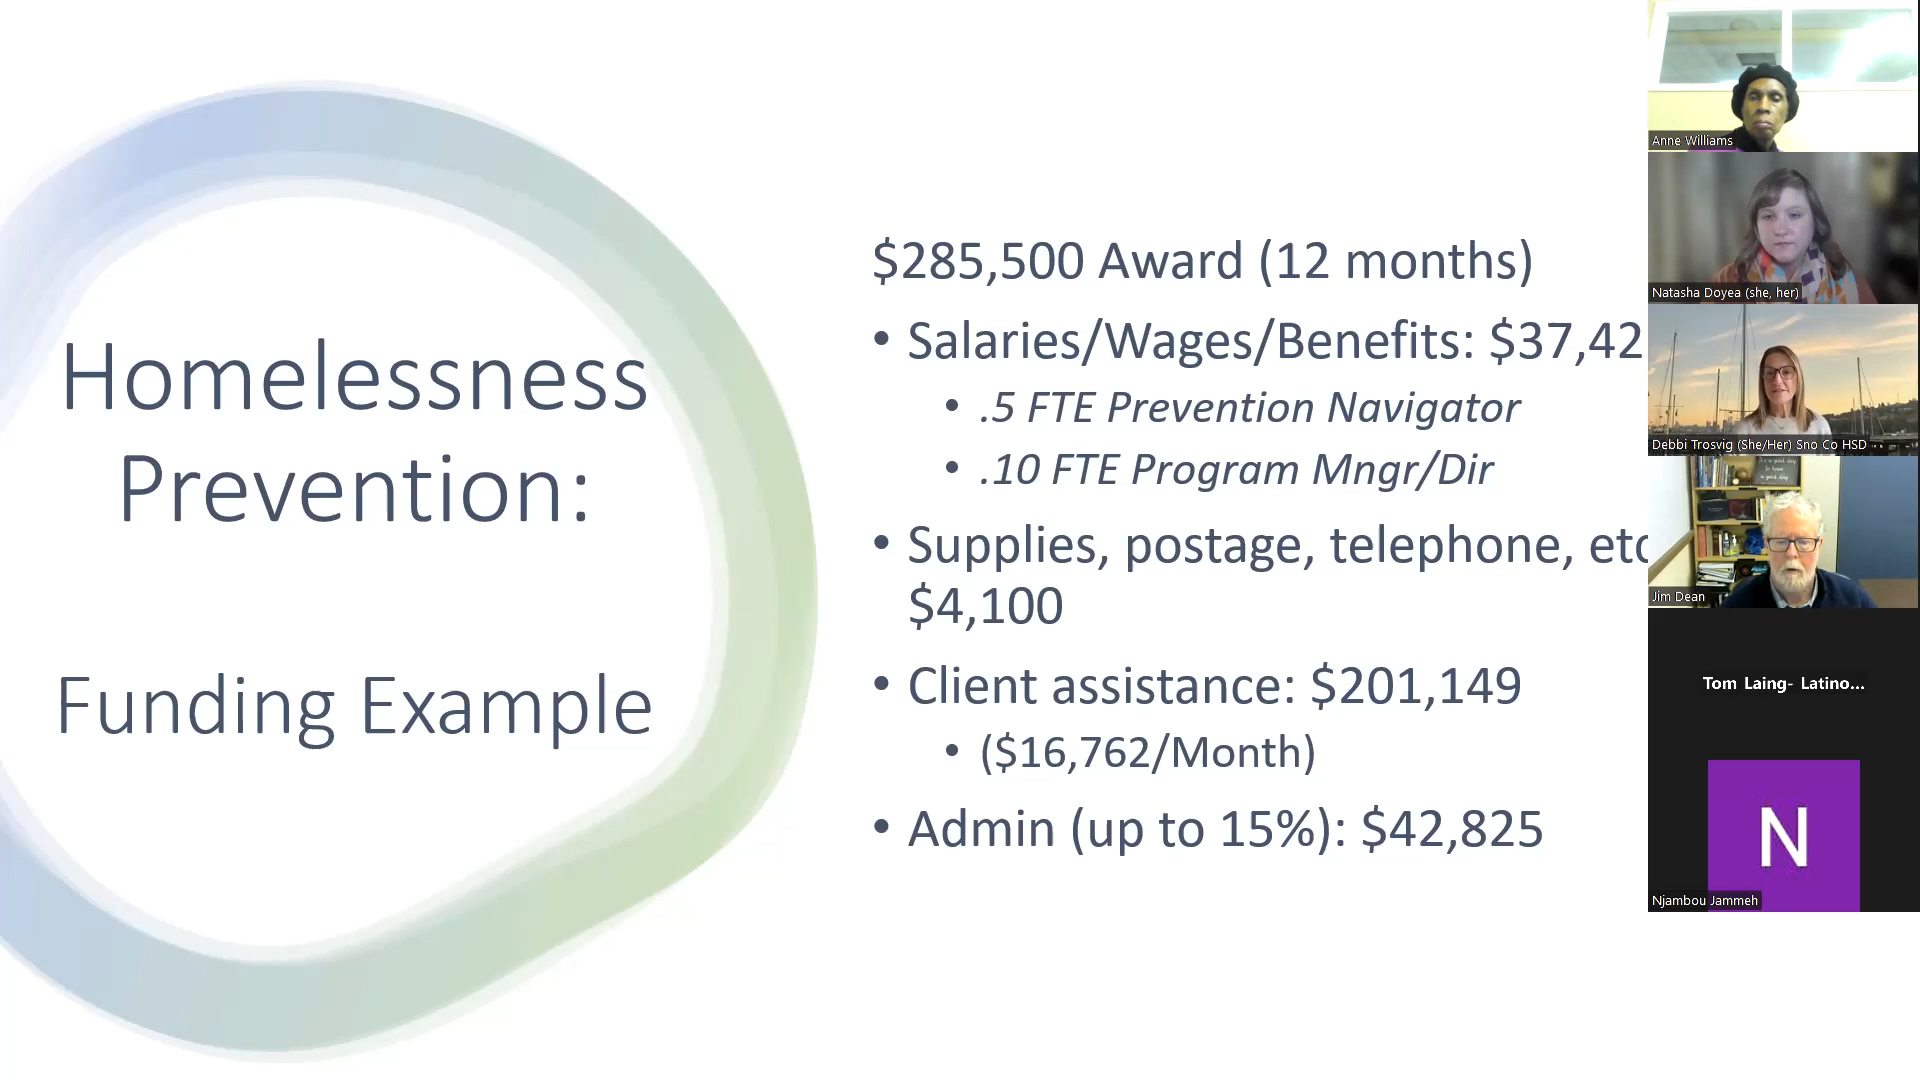 Homelessness
Prevention:
Funding Example
$285,500 Award (12 months)
• Salaries/Wages/Benefits: $37,42
• .5 FTE Prevention Navigator
• .10 FTE Program Mngr/Dir
• Supplies, postage, telephone, etc
$4,100
• Client assistance: $201,149
• ($16,762/Month)
• Admin (up to 15%): $42,825
Anne Williams
Natasha Doyea (she, her)
Debbi Trosvig (She/Her) Sno Co HSD
Jim Dean
Tom Laing- Latino...
N
Njambou Jammeh